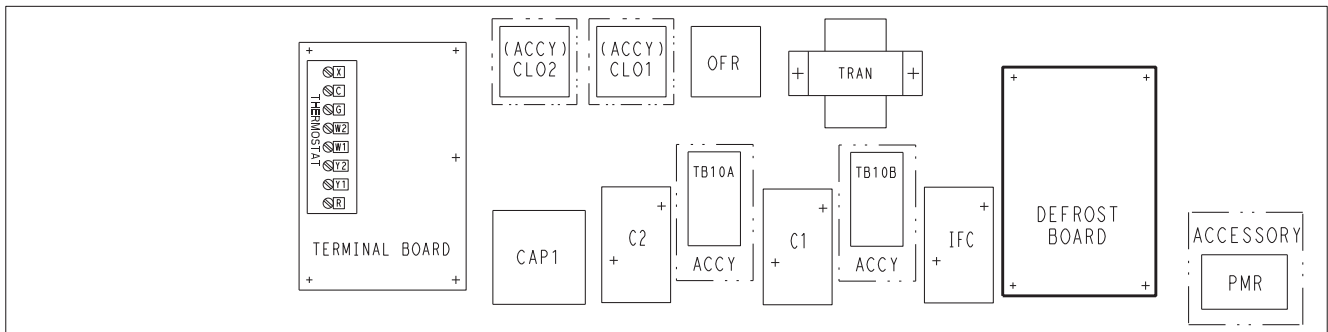 THERMOSTAT
X
C
G
W2
W1
Y2
Y1
R
TERMINAL BOARD
(ACCY)
CLO2
(ACCY)
CLO1
OFR
TRAN
CAP1
C2
TB10A
ACCY
C1
TB10B
ACCY
IFC
DEFROST
BOARD
ACCESSORY
PMR